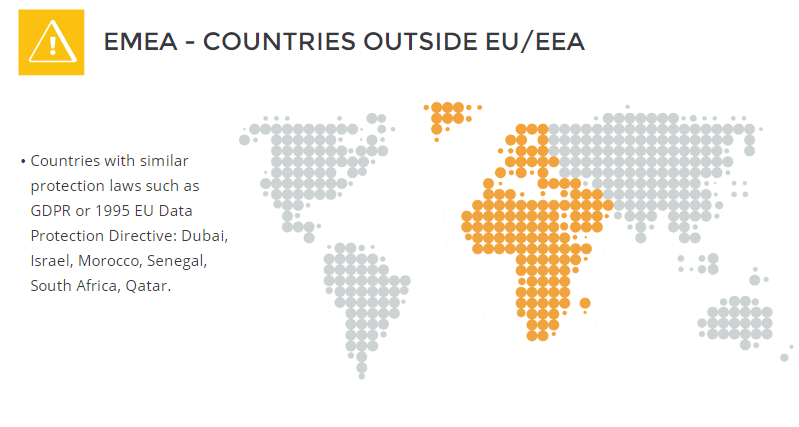 EMEA - COUNTRIES OUTSIDE EU/EEA
• Countries with similar
protection laws such as
GDPR or 1995 EU Data
Protection Directive: Dubai,
Israel, Morocco, Senegal,
South Africa, Qatar.